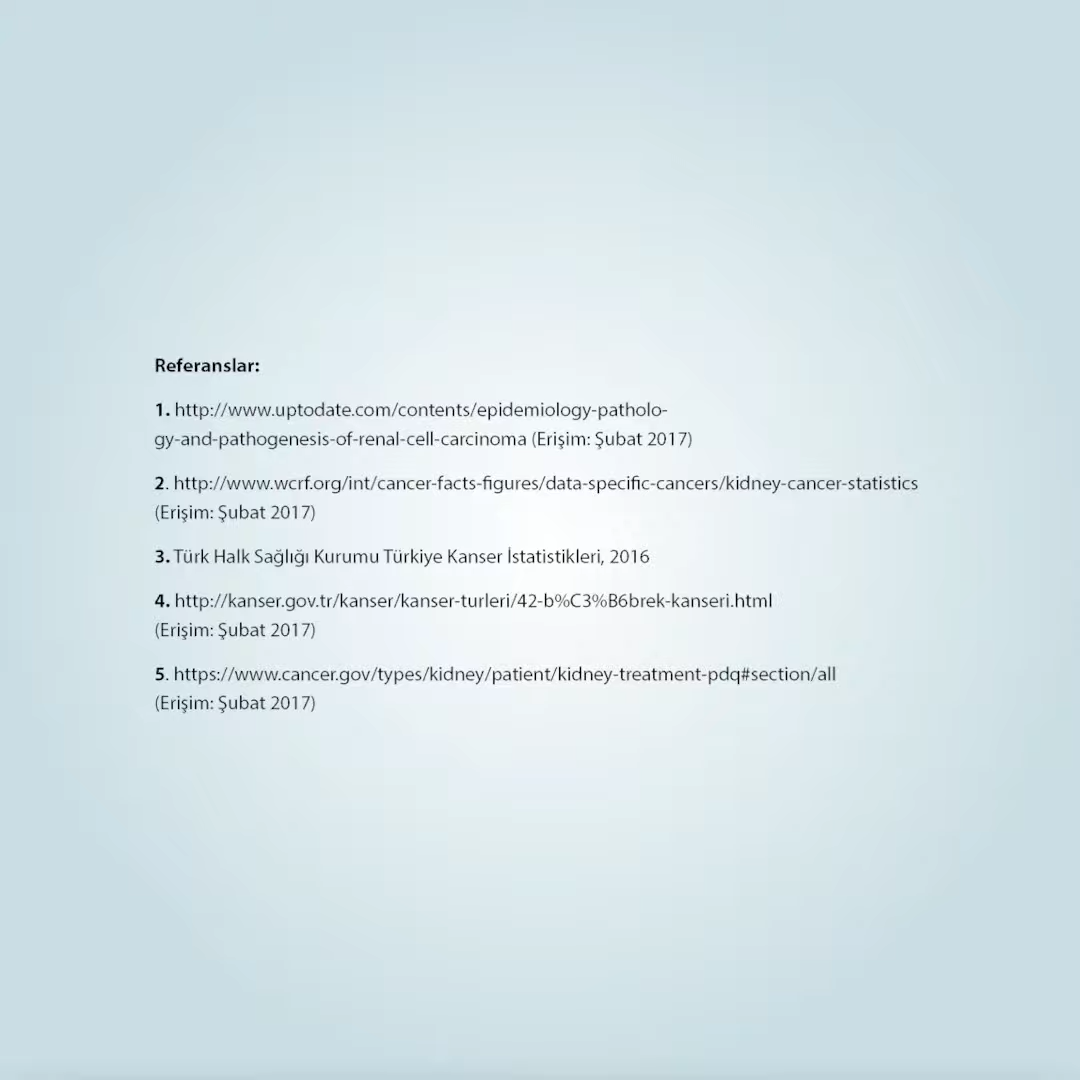 Referanslar:
1. http://www.uptodate.com/contents/epidemiology-patholo-
gy-and-pathogenesis-of-renal-cell-carcinoma (Erişim: Şubat 2017)
2. http://www.wcrf.org/int/cancer-facts-figures/data-specific-cancers/kidney-cancer-statistics
(Erişim: Şubat 2017)
3. Türk Halk Sağlığı Kurumu Türkiye Kanser İstatistikleri, 2016
4. http://kanser.gov.tr/kanser/kanser-turleri/42-b%C3%B6brek-kanseri.html
(Erişim: Şubat 2017)
5. https://www.cancer.gov/types/kidney/patient/kidney-treatment-pdq#section/all
(Erişim: Şubat 2017)